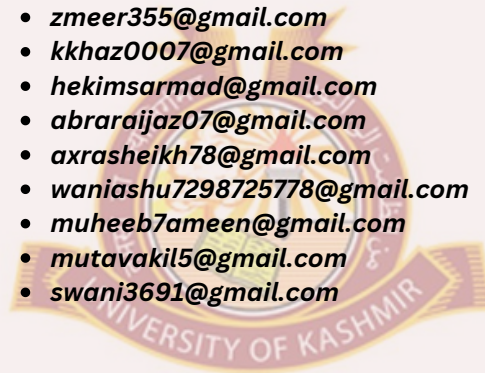 • zmeer355@gmail.com
• kkhaz0007@gmail.com
• hekimsarmad@gmail.com
• abraraijaz07@gmail.com
• axrasheikh78@gmail.com
• waniashu7298725778@gmail.com
• muheeb7ameen@gmail.com
• mutavakil5@gmail.com
• swani3691@gmail.com
UNIVERSITY OF KASHMIR